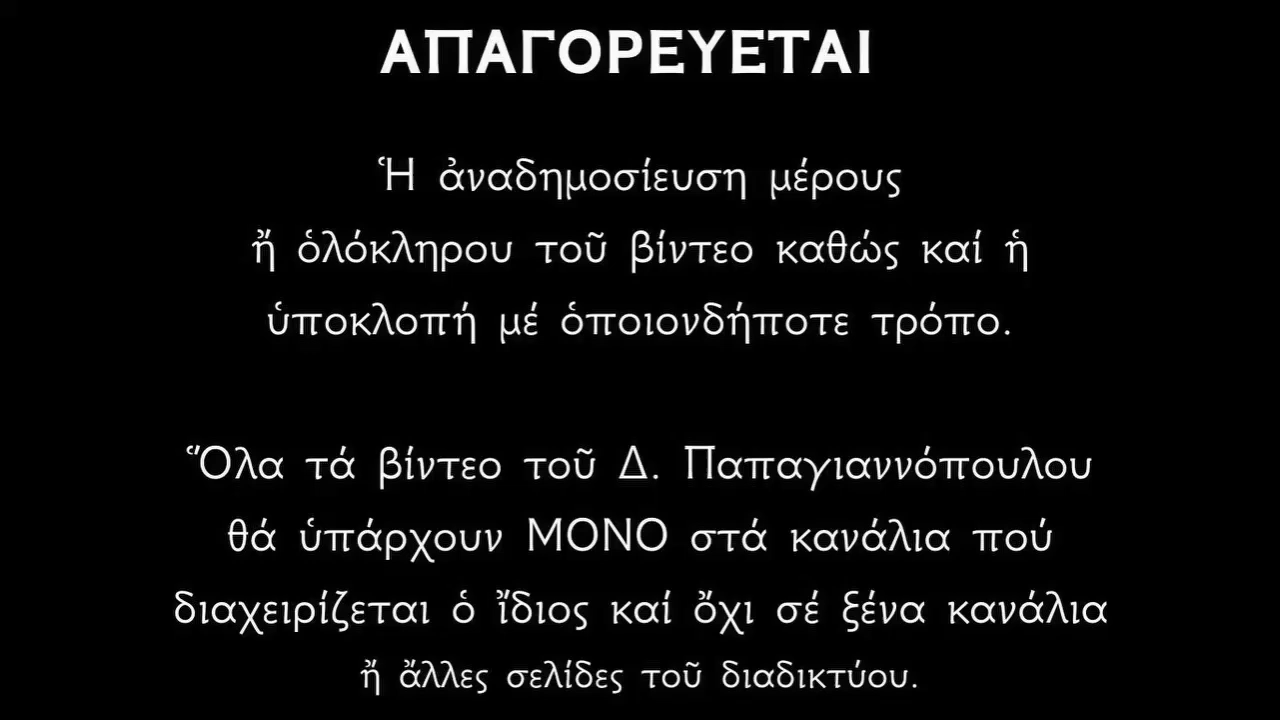 ΑΠΑΓΟΡΕΥΕΤΑΙ
Ἡ ἀναδημοσίευση μέρους
ἤ ὁλόκληρου τοῦ βίντεο καθώς καί ἡ
ὑποκλοπή μέ ὁποιονδήποτε τρόπο.
Ὅλα τά βίντεο τοῦ Δ. Παπαγιαννόπουλου
θά ὑπάρχουν ΜΟΝΟ στά κανάλια πού
διαχειρίζεται ὁ ἴδιος καί ὄχι σέ ξένα κανάλια
ἤ ἄλλες σελίδες τοῦ διαδικτύου.